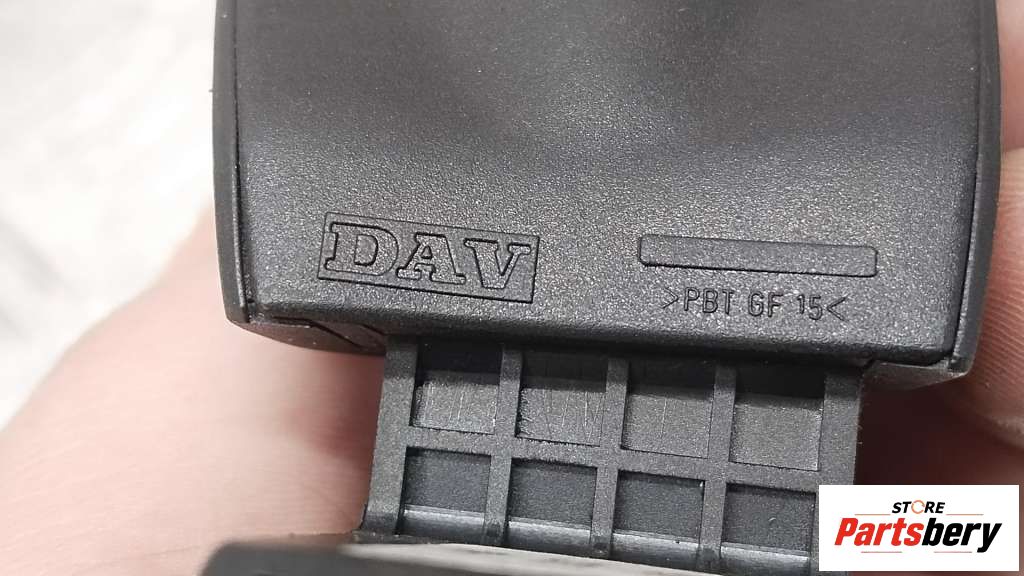 DAV
>PBT GF 15<
STORE
Partsbery